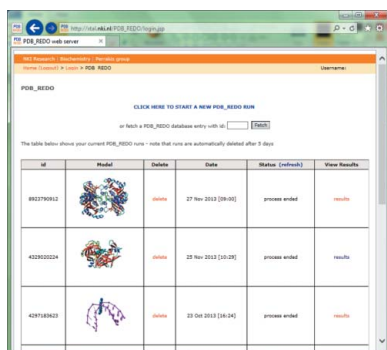 http://xtal.nki.nl/PDB_REDO/login.jsp
PDB_REDO web server
NKI Research | Biochemistry | Perrakis group
Home (Logout) > Login > PDB_REDO
Username:
PDB_REDO
CLICK HERE TO START A NEW PDB_REDO RUN
or fetch a PDB_REDO database entry with id: Fetch
The table below shows your current PDB_REDO runs - note that runs are automatically deleted after 5 days
id Model Delete Date Status (refresh) View Results
8923790912 delete 27 Nov 2013 [09:00] process ended results
4329020224 delete 25 Nov 2013 [10:29] process ended results
4297183623 delete 23 Oct 2013 [16:24] process ended results